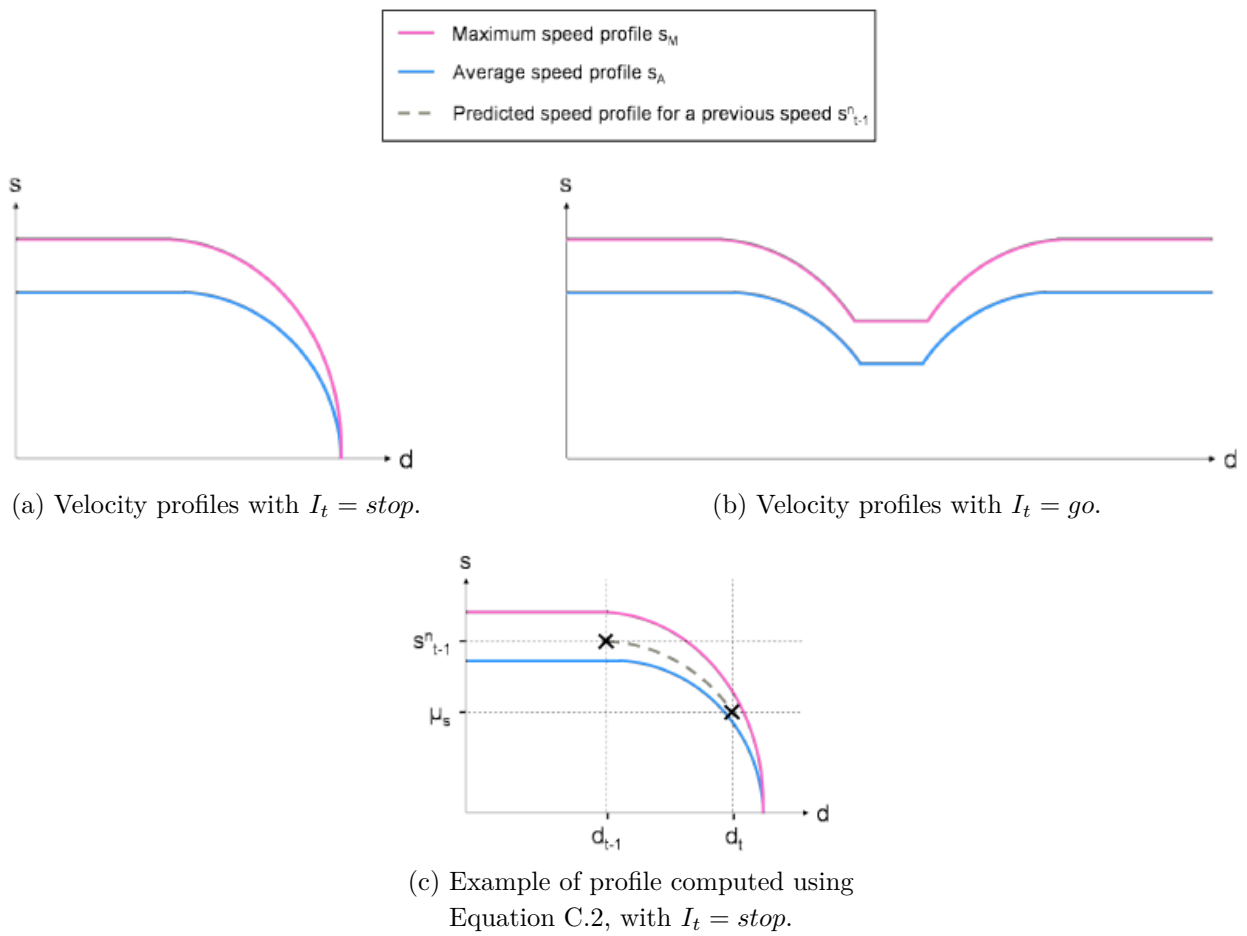 Maximum speed profile s_M
Average speed profile s_A
Predicted speed profile for a previous speed s^n_t-1
s
d
(a) Velocity profiles with I_t = stop.
s
d
(b) Velocity profiles with I_t = go.
s
s^n_t-1
μ_s
d
d_t-1
d_t
(c) Example of profile computed using
Equation C.2, with I_t = stop.